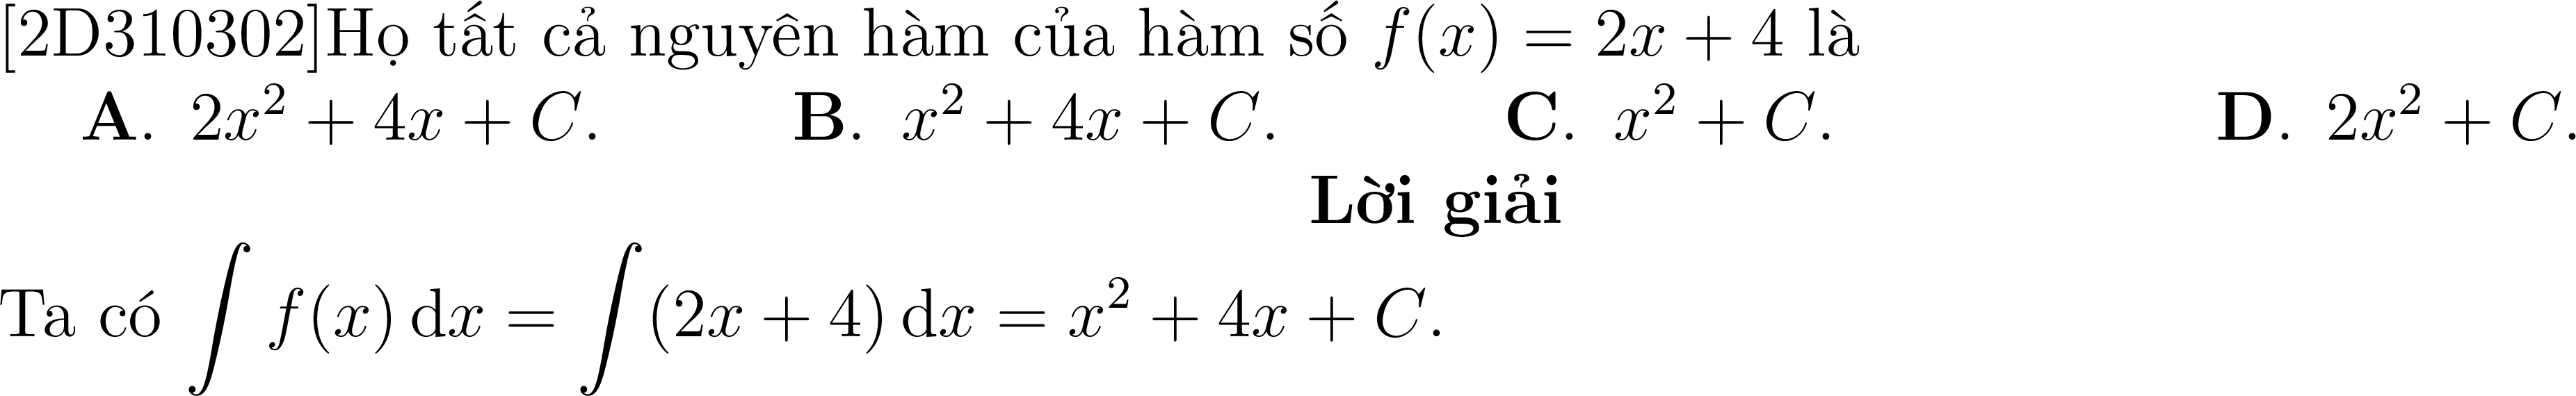 [2D310302]Họ tất cả nguyên hàm của hàm số f(x) = 2x + 4 là
A. 2x² + 4x + C. B. x² + 4x + C. C. x² + C. D. 2x² + C.
Lời giải
Ta có ∫ f(x) dx = ∫ (2x + 4) dx = x² + 4x + C.